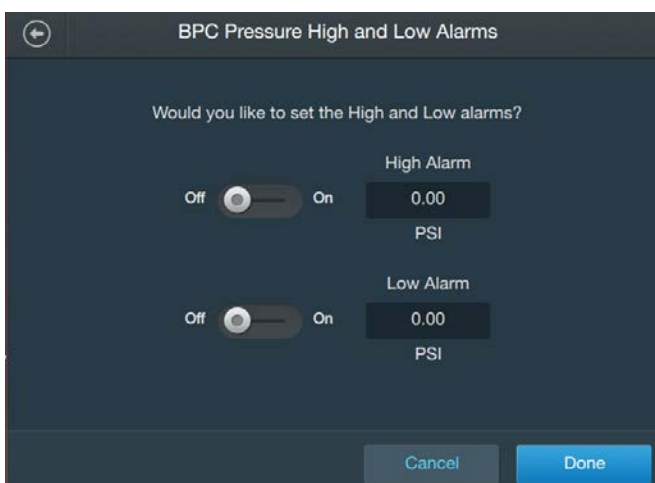 BPC Pressure High and Low Alarms
Would you like to set the High and Low alarms?
High Alarm
Off On 0.00
PSI
Low Alarm
Off On 0.00
PSI
Cancel Done